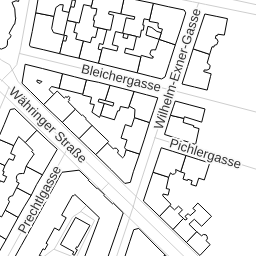 Wilhelm-Exner-Gasse
Bleichergasse
Währinger Straße
Pichlergasse
Prechtlgasse